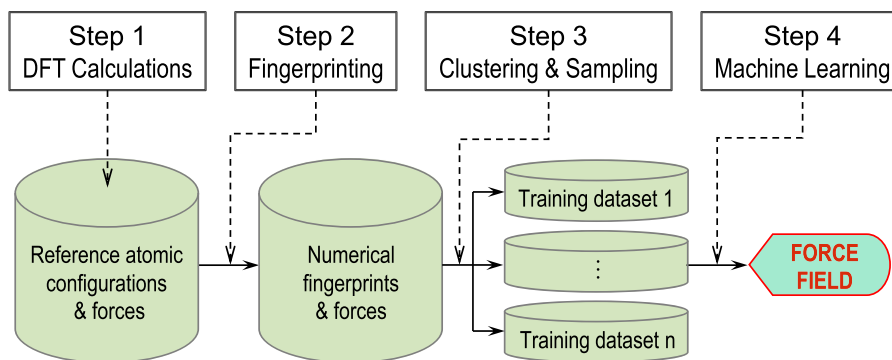 Step 1
DFT Calculations
Step 2
Fingerprinting
Step 3
Clustering & Sampling
Step 4
Machine Learning
Reference atomic
configurations
& forces
Numerical
fingerprints
& forces
Training dataset 1
⋮
Training dataset n
FORCE
FIELD